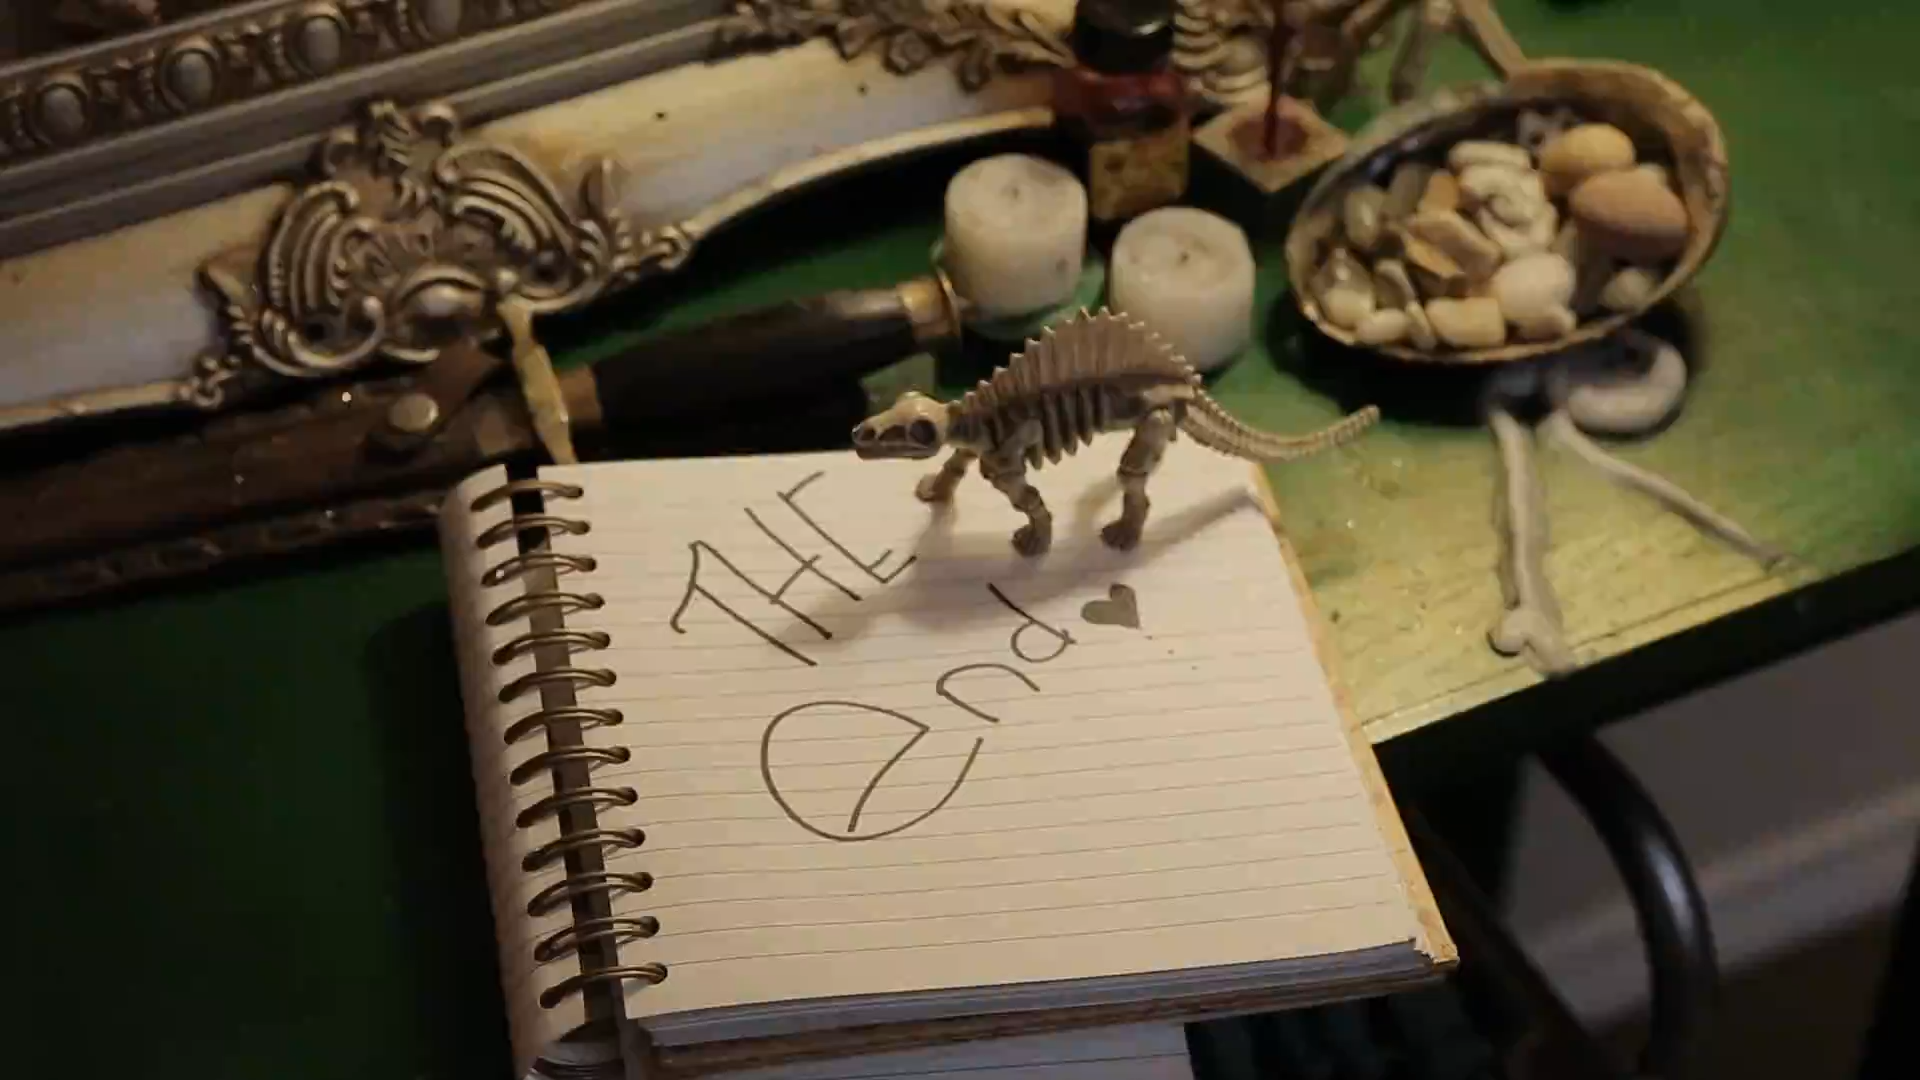 THE
End ♥